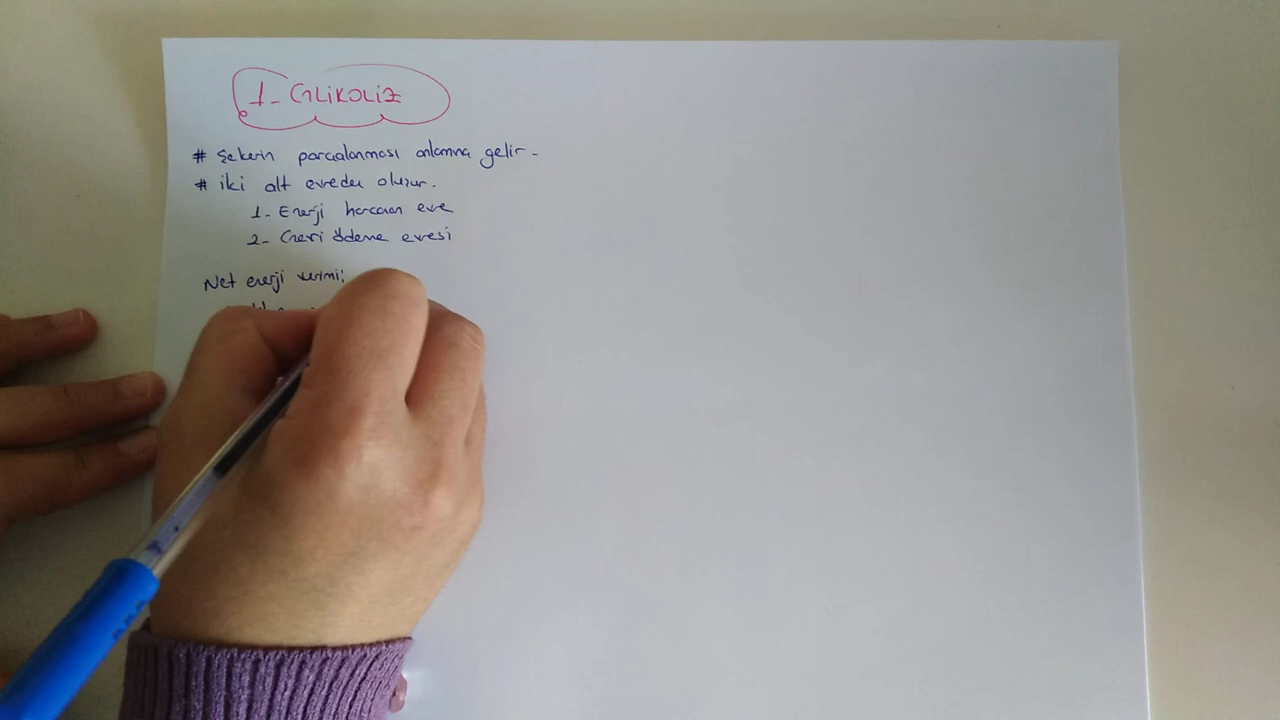 1- GLİKOLİZ
# Şekerin parçalanması anlamına gelir.
# iki alt evreden oluşur.
1- Enerji harcanan evre
2- Geri ödeme evresi
Net enerji verimi;